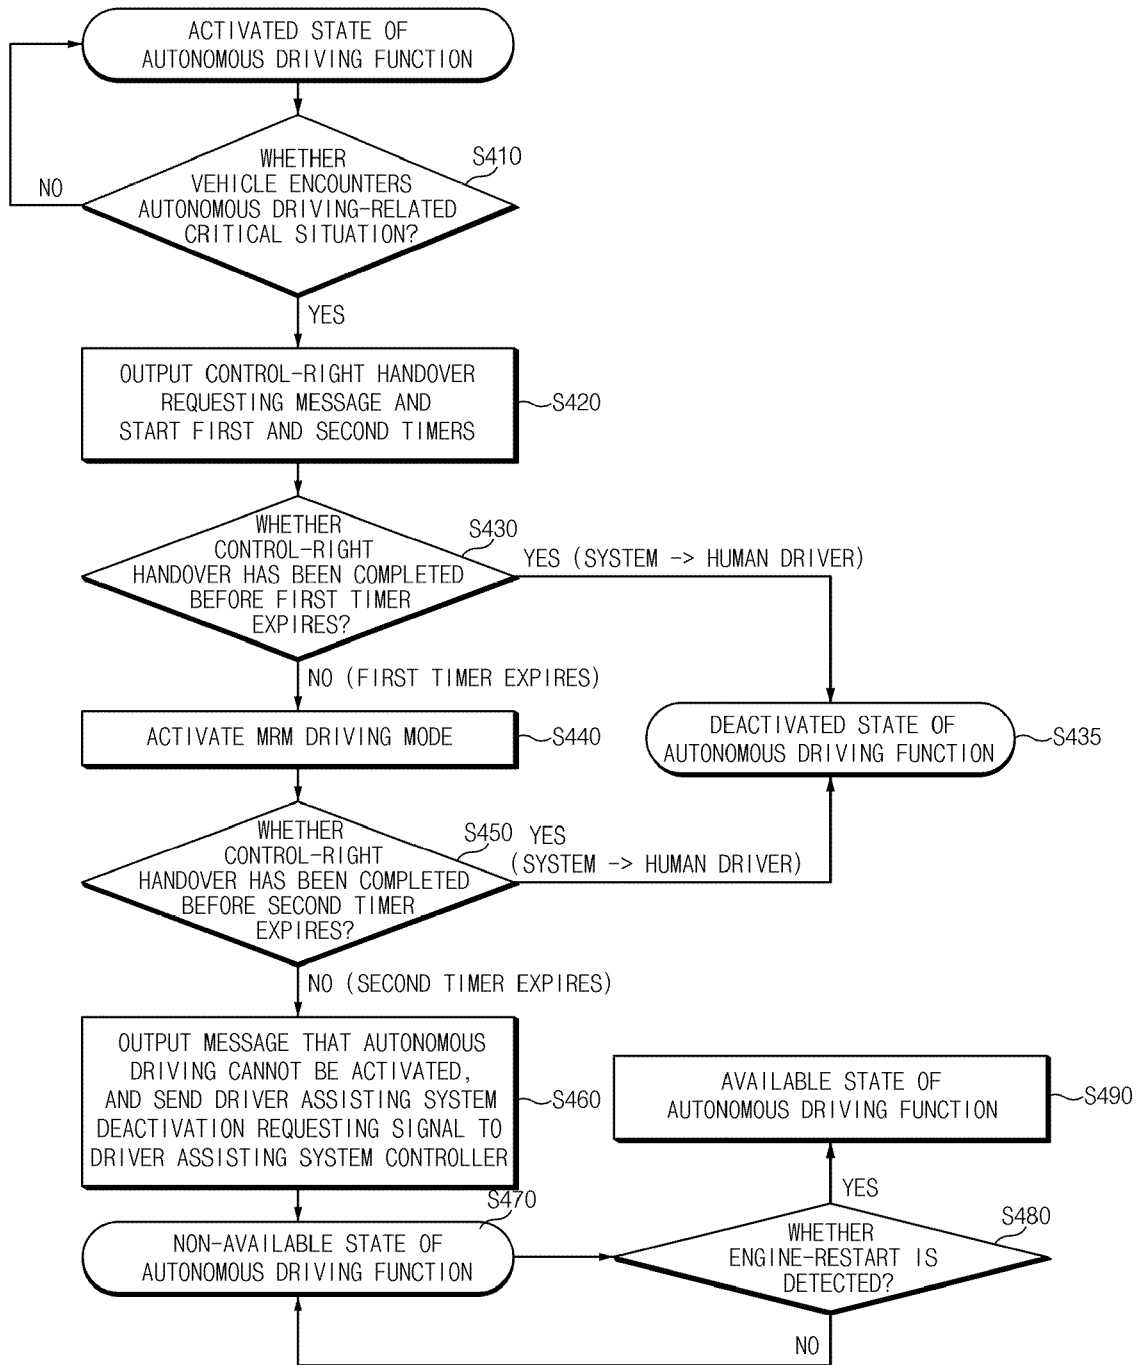 ACTIVATED STATE OF
AUTONOMOUS DRIVING FUNCTION
S410
WHETHER
VEHICLE ENCOUNTERS
AUTONOMOUS DRIVING-RELATED
CRITICAL SITUATION?
NO
YES
OUTPUT CONTROL-RIGHT HANDOVER
REQUESTING MESSAGE AND
START FIRST AND SECOND TIMERS
S420
WHETHER
CONTROL-RIGHT
HANDOVER HAS BEEN COMPLETED
BEFORE FIRST TIMER
EXPIRES?
S430
YES (SYSTEM -> HUMAN DRIVER)
NO (FIRST TIMER EXPIRES)
ACTIVATE MRM DRIVING MODE
S440
DEACTIVATED STATE OF
AUTONOMOUS DRIVING FUNCTION
S435
WHETHER
CONTROL-RIGHT
HANDOVER HAS BEEN COMPLETED
BEFORE SECOND TIMER
EXPIRES?
S450
YES
(SYSTEM -> HUMAN DRIVER)
NO (SECOND TIMER EXPIRES)
OUTPUT MESSAGE THAT AUTONOMOUS
DRIVING CANNOT BE ACTIVATED,
AND SEND DRIVER ASSISTING SYSTEM
DEACTIVATION REQUESTING SIGNAL TO
DRIVER ASSISTING SYSTEM CONTROLLER
S460
AVAILABLE STATE OF
AUTONOMOUS DRIVING FUNCTION
S490
YES
S470
NON-AVAILABLE STATE OF
AUTONOMOUS DRIVING FUNCTION
WHETHER
ENGINE-RESTART IS
DETECTED?
S480
NO